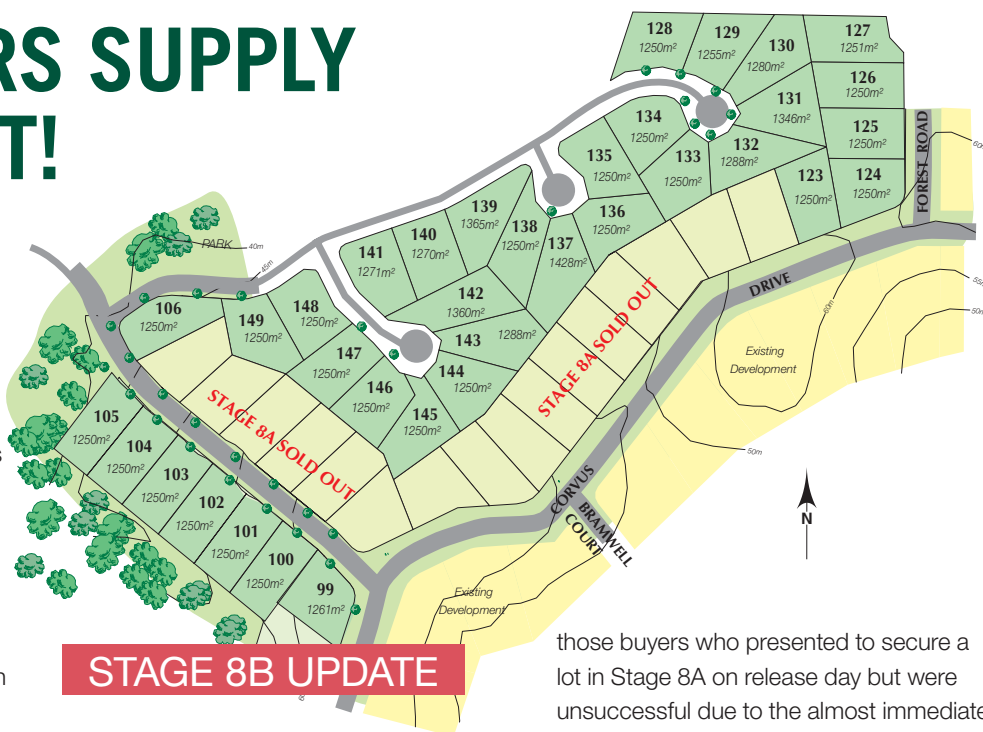 RS SUPPLY
T!
128
1250m²
129
1255m²
130
1280m²
127
1251m²
126
1250m²
131
1346m²
125
1250m²
124
1250m²
123
1250m²
132
1288m²
133
1250m²
134
1250m²
135
1250m²
136
1250m²
137
1428m²
138
1250m²
139
1365m²
140
1270m²
141
1271m²
142
1360m²
143
1288m²
144
1250m²
145
1250m²
146
1250m²
147
1250m²
148
1250m²
149
1250m²
106
1250m²
105
1250m²
104
1250m²
103
1250m²
102
1250m²
101
1250m²
100
1250m²
99
1261m²
PARK
40m
45m
FOREST ROAD
DRIVE
CORVUS
BRAMWELL
COURT
STAGE 8A SOLD OUT
STAGE 8A SOLD OUT
Existing
Development
Existing
Development
60m
50m
N
s
n
STAGE 8B UPDATE
those buyers who presented to secure a
lot in Stage 8A on release day but were
unsuccessful due to the almost immediate